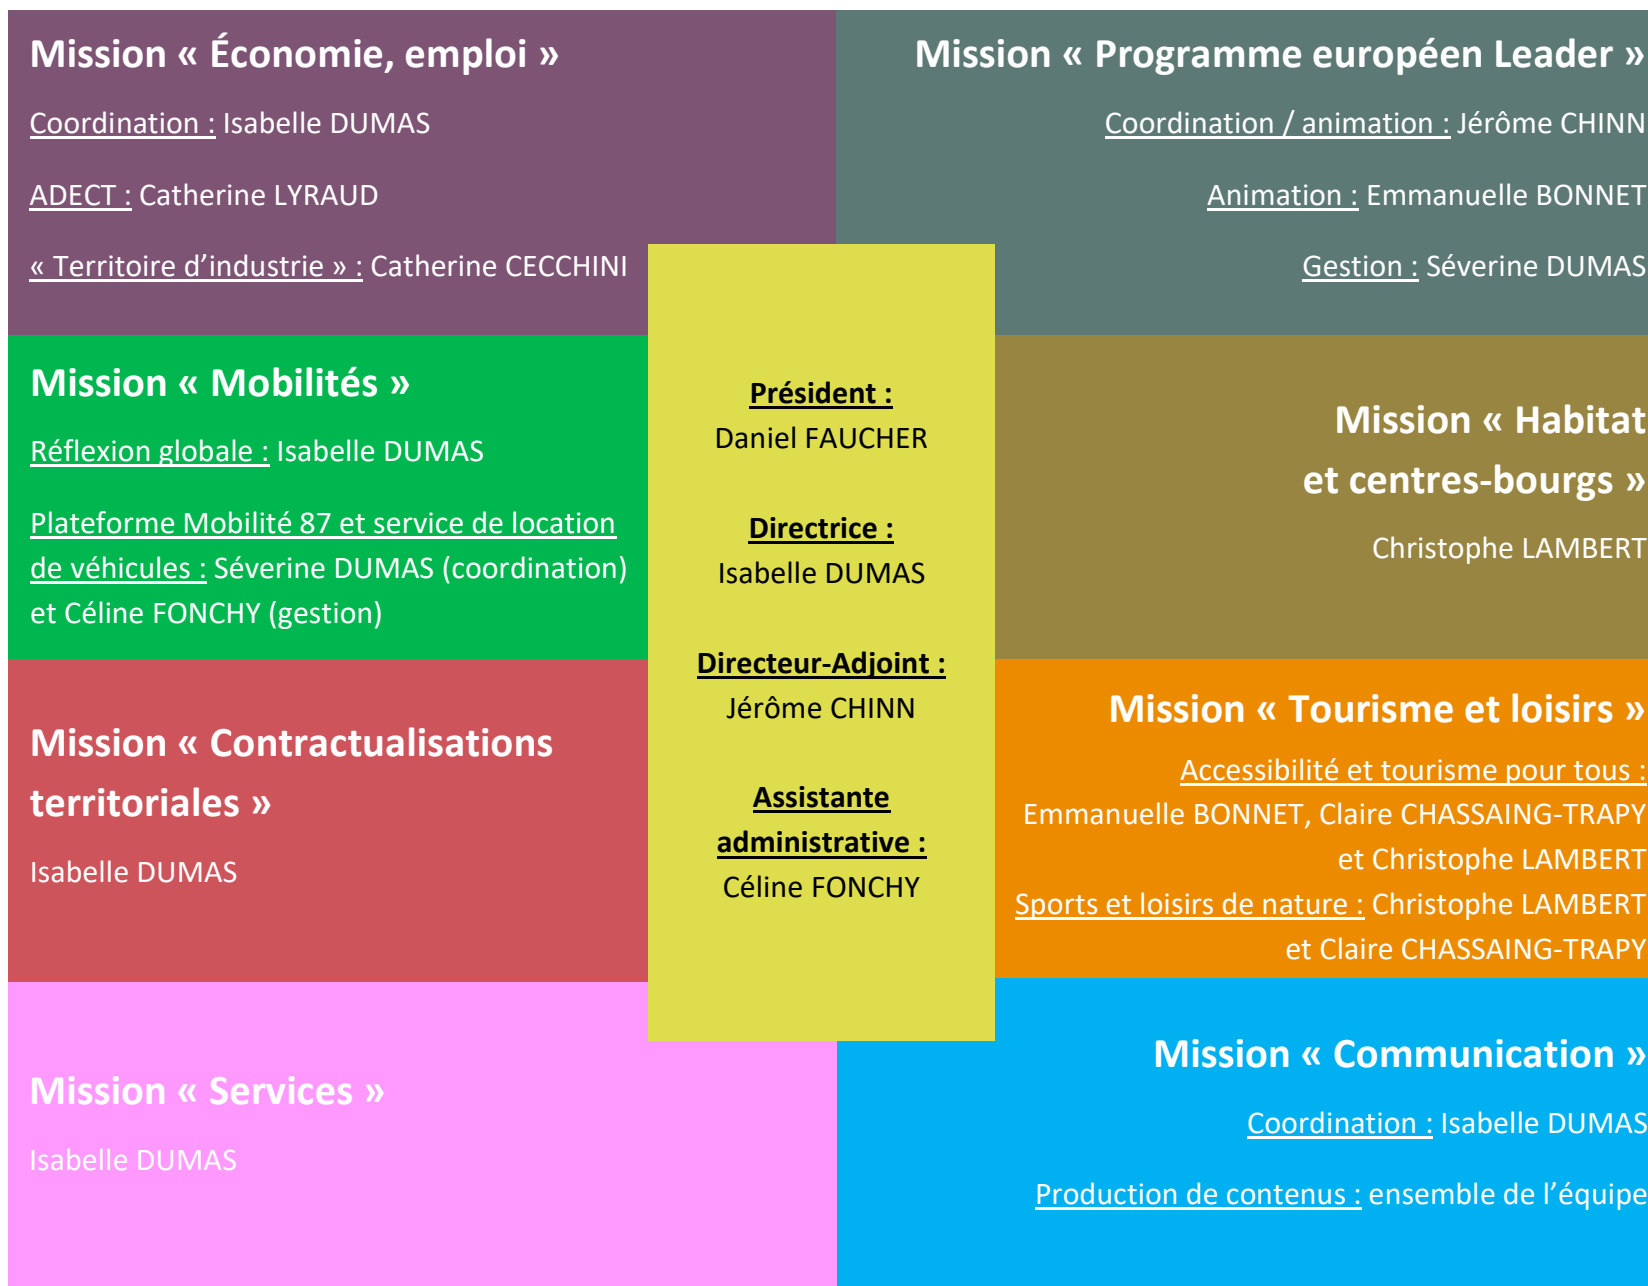 Mission « Économie, emploi »
Coordination : Isabelle DUMAS
ADECT : Catherine LYRAUD
« Territoire d’industrie » : Catherine CECCHINI
Mission « Programme européen Leader »
Coordination / animation : Jérôme CHINN
Animation : Emmanuelle BONNET
Gestion : Séverine DUMAS
Mission « Mobilités »
Réflexion globale : Isabelle DUMAS
Plateforme Mobilité 87 et service de location
de véhicules : Séverine DUMAS (coordination)
et Céline FONCHY (gestion)
Président :
Daniel FAUCHER
Directrice :
Isabelle DUMAS
Directeur-Adjoint :
Jérôme CHINN
Assistante
administrative :
Céline FONCHY
Mission « Habitat
et centres-bourgs »
Christophe LAMBERT
Mission « Contractualisations
territoriales »
Isabelle DUMAS
Mission « Tourisme et loisirs »
Accessibilité et tourisme pour tous :
Emmanuelle BONNET, Claire CHASSAING-TRAPY
et Christophe LAMBERT
Sports et loisirs de nature : Christophe LAMBERT
et Claire CHASSAING-TRAPY
Mission « Services »
Isabelle DUMAS
Mission « Communication »
Coordination : Isabelle DUMAS
Production de contenus : ensemble de l’équipe